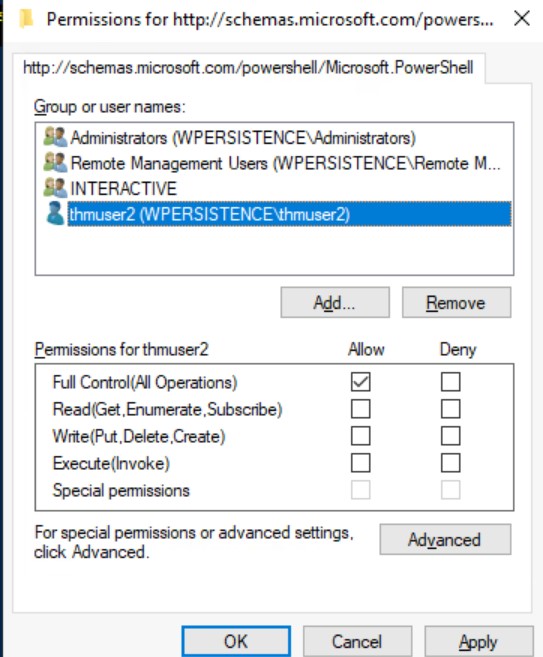 Permissions for http://schemas.microsoft.com/powers...
http://schemas.microsoft.com/powershell/Microsoft.PowerShell
Group or user names:
Administrators (WPERSISTENCE\Administrators)
Remote Management Users (WPERSISTENCE\Remote M...
INTERACTIVE
thmuser2 (WPERSISTENCE\thmuser2)
Add... Remove
Permissions for thmuser2 Allow Deny
Full Control(All Operations)
Read(Get,Enumerate,Subscribe)
Write(Put,Delete,Create)
Execute(Invoke)
Special permissions
For special permissions or advanced settings,
click Advanced. Advanced
OK Cancel Apply